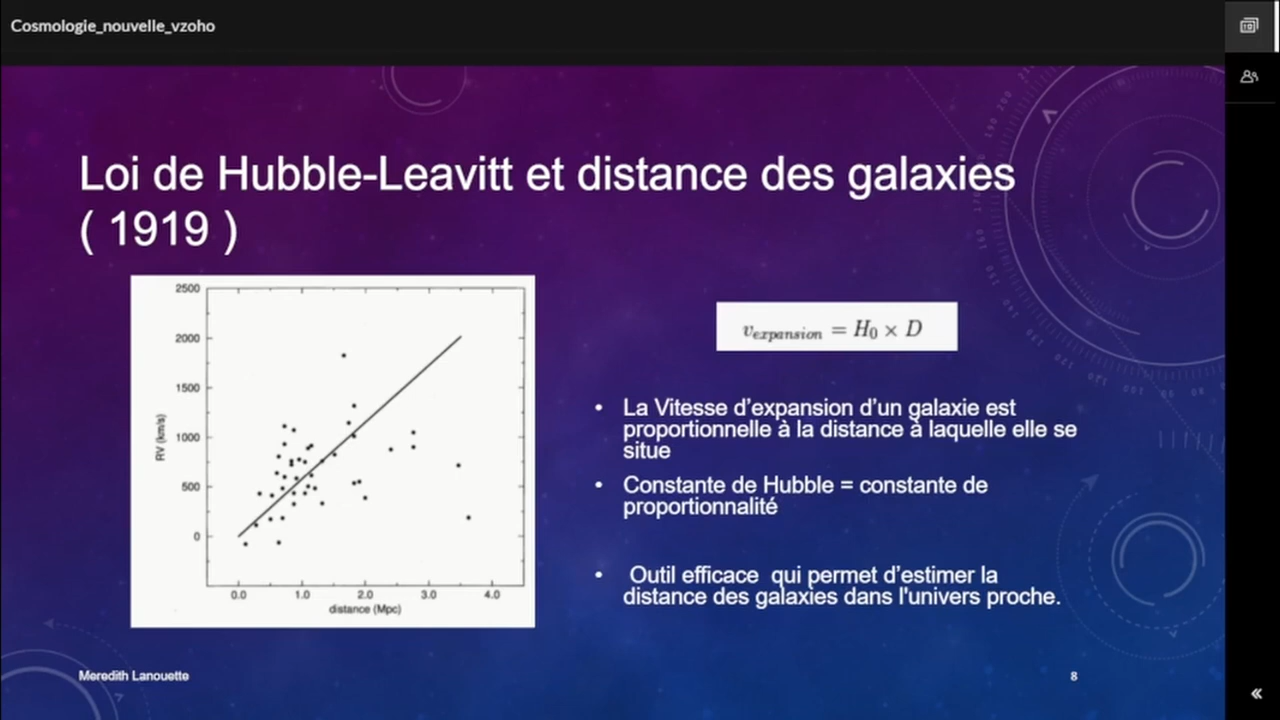 Cosmologie_nouvelle_vzoho
Loi de Hubble-Leavitt et distance des galaxies
( 1919 )
2500
2000
1500
1000
500
0
RV (km/s)
0.0 1.0 2.0 3.0 4.0
distance (Mpc)
v_expansion = H_0 × D
• La Vitesse d’expansion d’un galaxie est
proportionnelle à la distance à laquelle elle se
situe
• Constante de Hubble = constante de
proportionnalité
• Outil efficace qui permet d’estimer la
distance des galaxies dans l'univers proche.
Meredith Lanouette
8